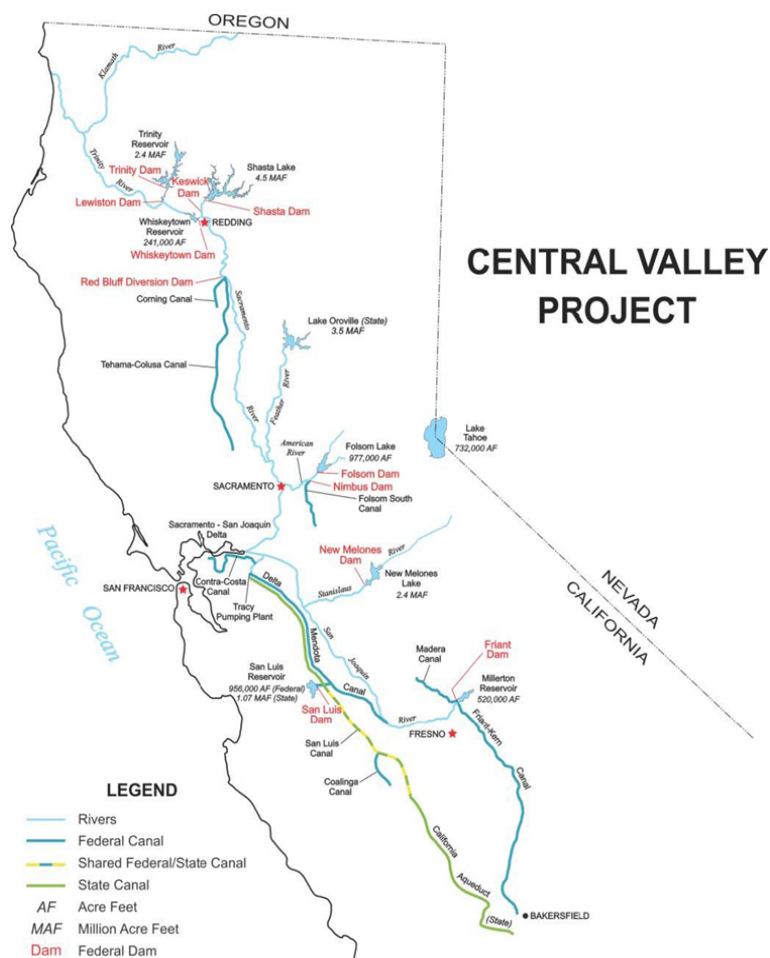 OREGON
Klamath
River
Trinity
Reservoir
2.4 MAF
Trinity
River
Trinity Dam
Keswick
Dam
Shasta Lake
4.5 MAF
Lewiston Dam
Shasta Dam
Whiskeytown
Reservoir
241,000 AF
REDDING
Whiskeytown Dam
CENTRAL VALLEY
PROJECT
Red Bluff Diversion Dam
Corning Canal
Sacramento
River
Lake Oroville (State)
3.5 MAF
Tehama-Colusa Canal
Feather
River
American
River
Folsom Lake
977,000 AF
Lake
Tahoe
732,000 AF
Folsom Dam
SACRAMENTO
Nimbus Dam
Folsom South
Canal
Sacramento - San Joaquin
Delta
Pacific
Ocean
New Melones
Dam
River
Stanislaus
New Melones
Lake
2.4 MAF
NEVADA
CALIFORNIA
SAN FRANCISCO
Contra-Costa
Canal
Tracy
Pumping Plant
Delta
Mendota
Canal
San
Joaquin
River
Madera
Canal
Friant
Dam
Millerton
Reservoir
520,000 AF
San Luis
Reservoir
956,000 AF (Federal)
1.07 MAF (State)
San Luis
Dam
San Luis
Canal
FRESNO
Friant-Kern
Canal
Coalinga
Canal
California
Aqueduct
(State)
BAKERSFIELD
LEGEND
Rivers
Federal Canal
Shared Federal/State Canal
State Canal
AF Acre Feet
MAF Million Acre Feet
Dam Federal Dam